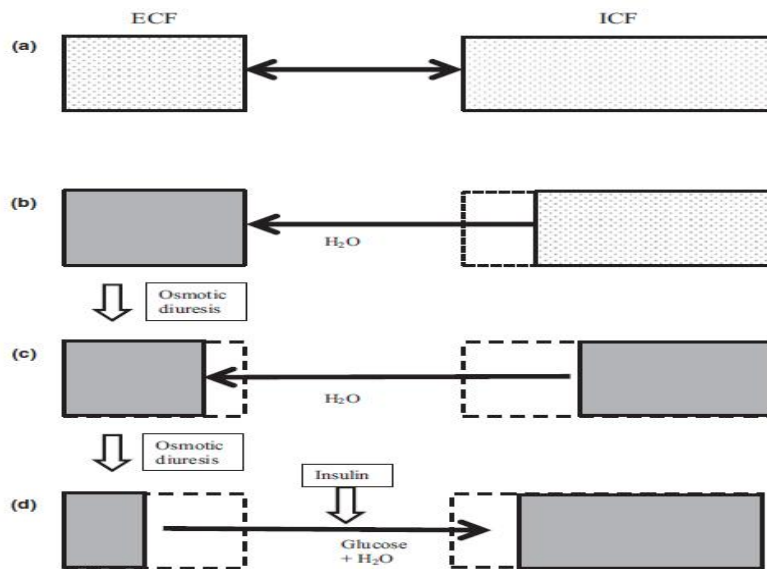 ECF ICF
(a)
(b)
H₂O
Osmotic
diuresis
(c)
H₂O
Osmotic
diuresis
Insulin
(d)
Glucose
+ H₂O